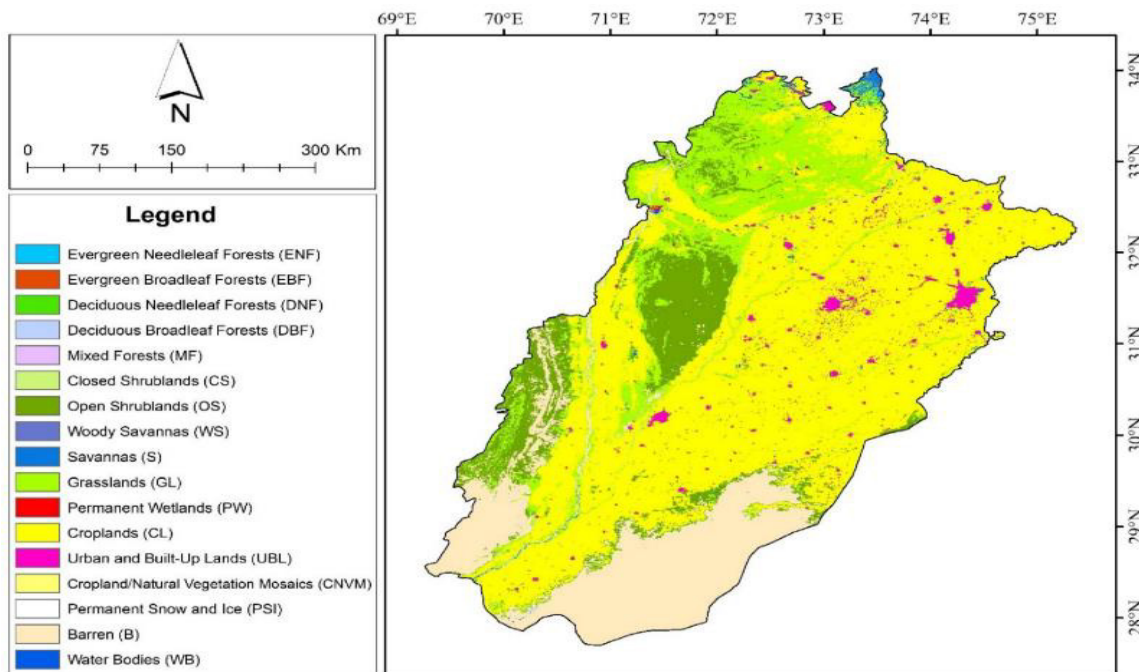 69°E 70°E 71°E 72°E 73°E 74°E 75°E
N
0 75 150 300 Km
Legend
Evergreen Needleleaf Forests (ENF)
Evergreen Broadleaf Forests (EBF)
Deciduous Needleleaf Forests (DNF)
Deciduous Broadleaf Forests (DBF)
Mixed Forests (MF)
Closed Shrublands (CS)
Open Shrublands (OS)
Woody Savannas (WS)
Savannas (S)
Grasslands (GL)
Permanent Wetlands (PW)
Croplands (CL)
Urban and Built-Up Lands (UBL)
Cropland/Natural Vegetation Mosaics (CNVM)
Permanent Snow and Ice (PSI)
Barren (B)
Water Bodies (WB)
34°N
33°N
32°N
31°N
30°N
29°N
28°N